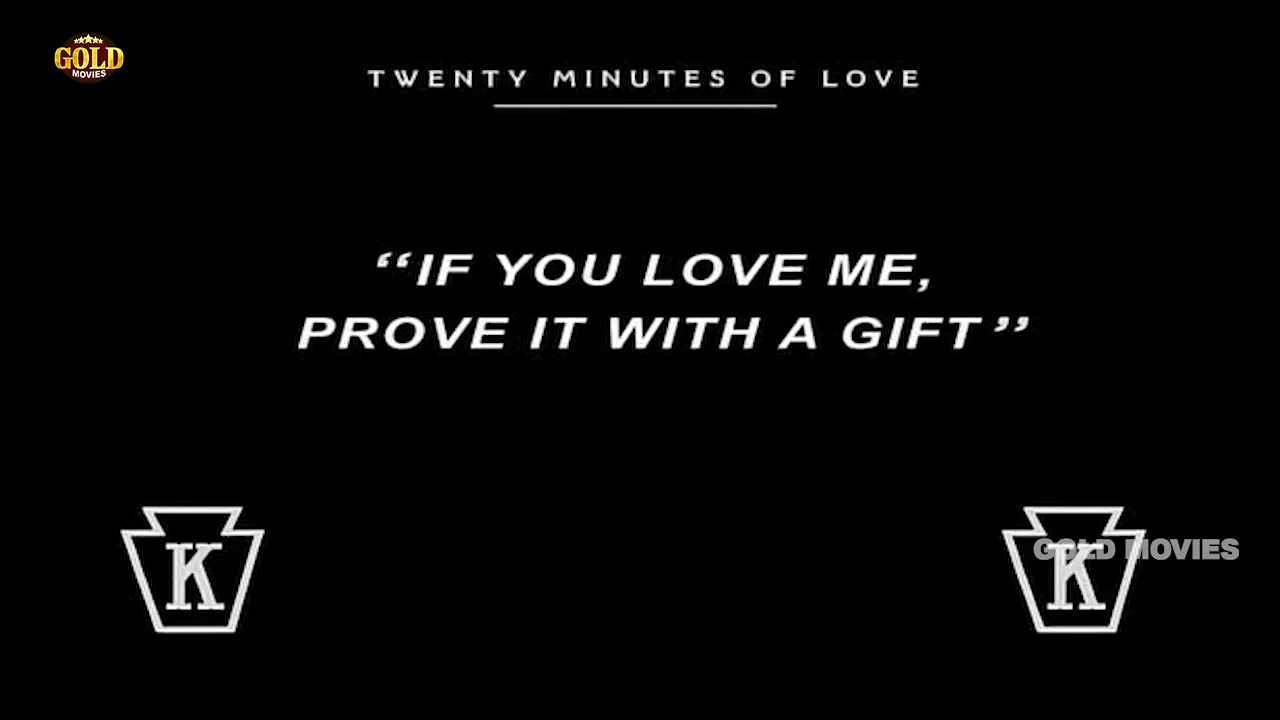 GOLD
MOVIES
TWENTY MINUTES OF LOVE
“IF YOU LOVE ME,
PROVE IT WITH A GIFT”
K
K
GOLD MOVIES